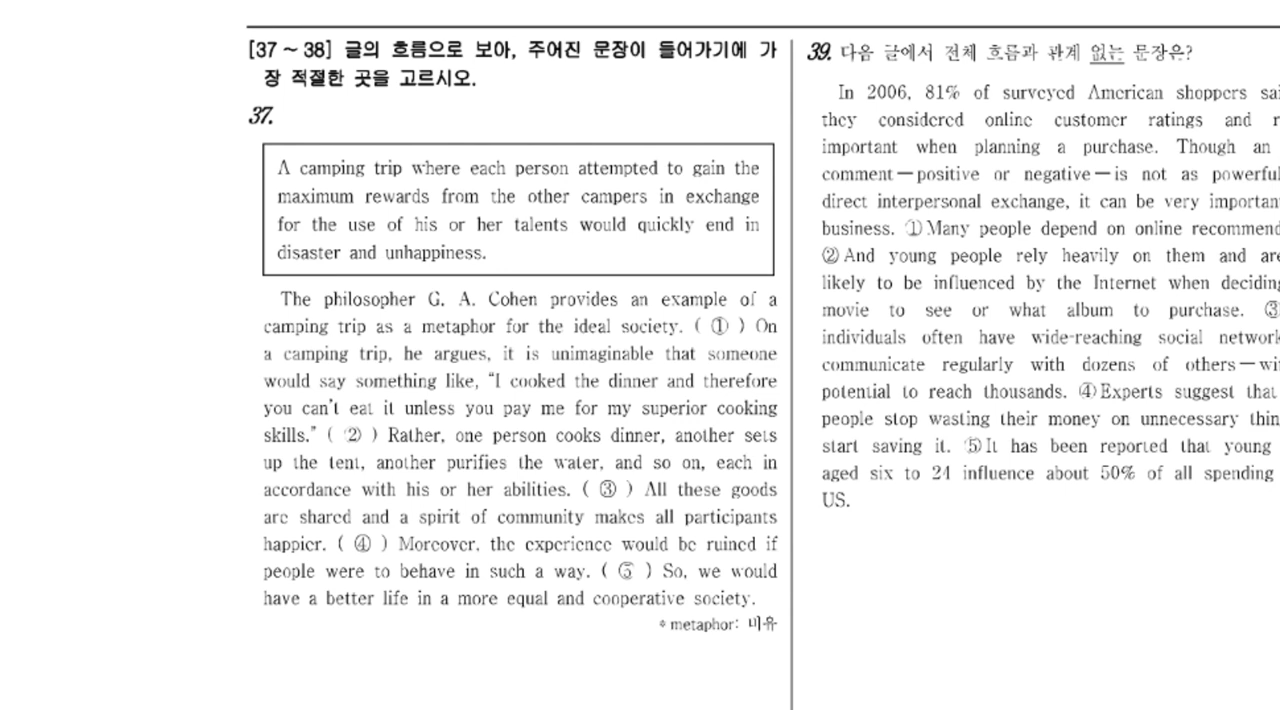 [37 ~ 38] 글의 흐름으로 보아, 주어진 문장이 들어가기에 가
장 적절한 곳을 고르시오.
37.
A camping trip where each person attempted to gain the
maximum rewards from the other campers in exchange
for the use of his or her talents would quickly end in
disaster and unhappiness.
The philosopher G. A. Cohen provides an example of a
camping trip as a metaphor for the ideal society. ( ① ) On
a camping trip, he argues, it is unimaginable that someone
would say something like, "I cooked the dinner and therefore
you can't eat it unless you pay me for my superior cooking
skills." ( ② ) Rather, one person cooks dinner, another sets
up the tent, another purifies the water, and so on, each in
accordance with his or her abilities. ( ③ ) All these goods
are shared and a spirit of community makes all participants
happier. ( ④ ) Moreover, the experience would be ruined if
people were to behave in such a way. ( ⑤ ) So, we would
have a better life in a more equal and cooperative society.
* metaphor: 비유
39. 다음 글에서 전체 흐름과 관계 없는 문장은?
In 2006, 81% of surveyed American shoppers sai
they considered online customer ratings and r
important when planning a purchase. Though an
comment—positive or negative—is not as powerful
direct interpersonal exchange, it can be very important
business. ① Many people depend on online recommend
② And young people rely heavily on them and are
likely to be influenced by the Internet when deciding
movie to see or what album to purchase. ③
individuals often have wide-reaching social network
communicate regularly with dozens of others—wi
potential to reach thousands. ④ Experts suggest that
people stop wasting their money on unnecessary thin
start saving it. ⑤ It has been reported that young
aged six to 24 influence about 50% of all spending
US.